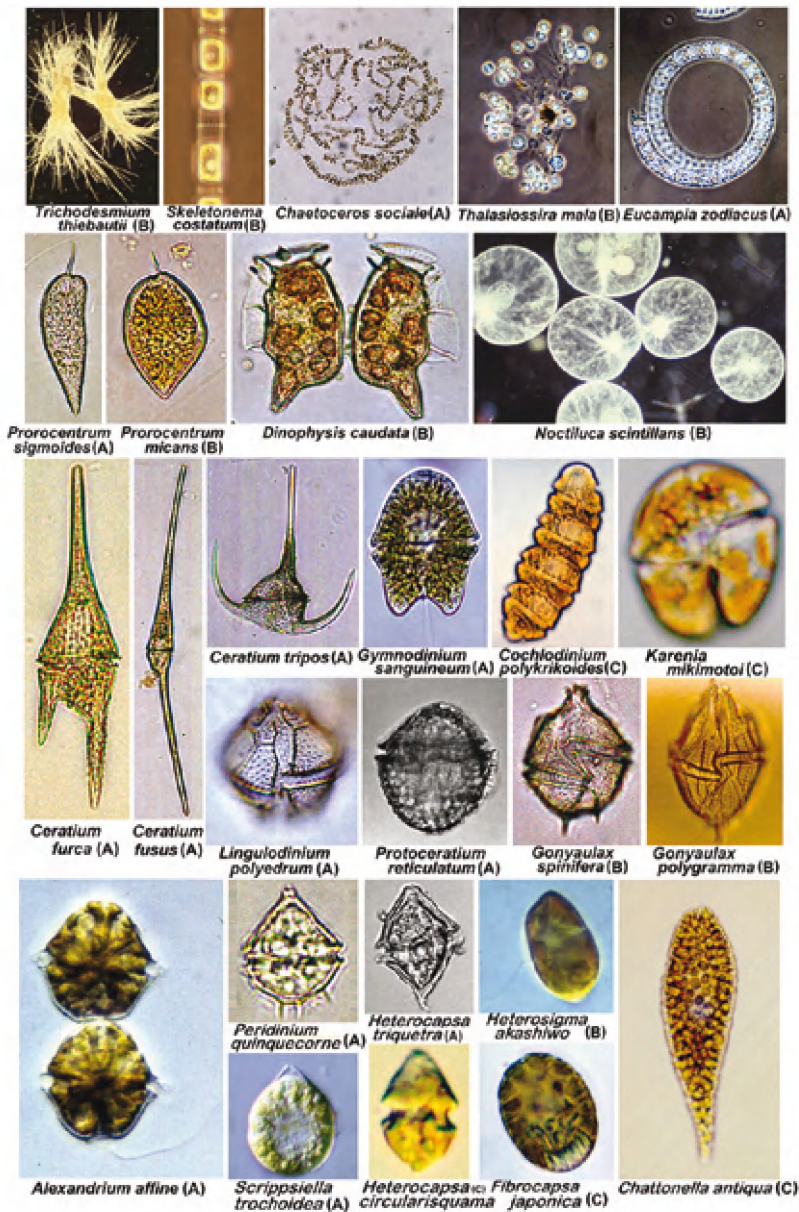 Trichodesmium
thiebautii (B)
Skeletonema
costatum (B)
Chaetoceros sociale (A)
Thalasiossira mala (B)
Eucampia zodiacus (A)
Prorocentrum
sigmoides (A)
Prorocentrum
micans (B)
Dinophysis caudata (B)
Noctiluca scintillans (B)
Ceratium tripos (A)
Gymnodinium
sanguineum (A)
Cochlodinium
polykrikoides (C)
Karenia
mikimotoi (C)
Ceratium
furca (A)
Ceratium
fusus (A)
Lingulodinium
polyedrum (A)
Protoceratium
reticulatum (A)
Gonyaulax
spinifera (B)
Gonyaulax
polygramma (B)
Peridinium
quinquecorne (A)
Heterocapsa
triquetra (A)
Heterosigma
akashiwo (B)
Alexandrium affine (A)
Scrippsiella
trochoidea (A)
Heterocapsa (C)
circularisquama
Fibrocapsa
japonica (C)
Chattonella antiqua (C)